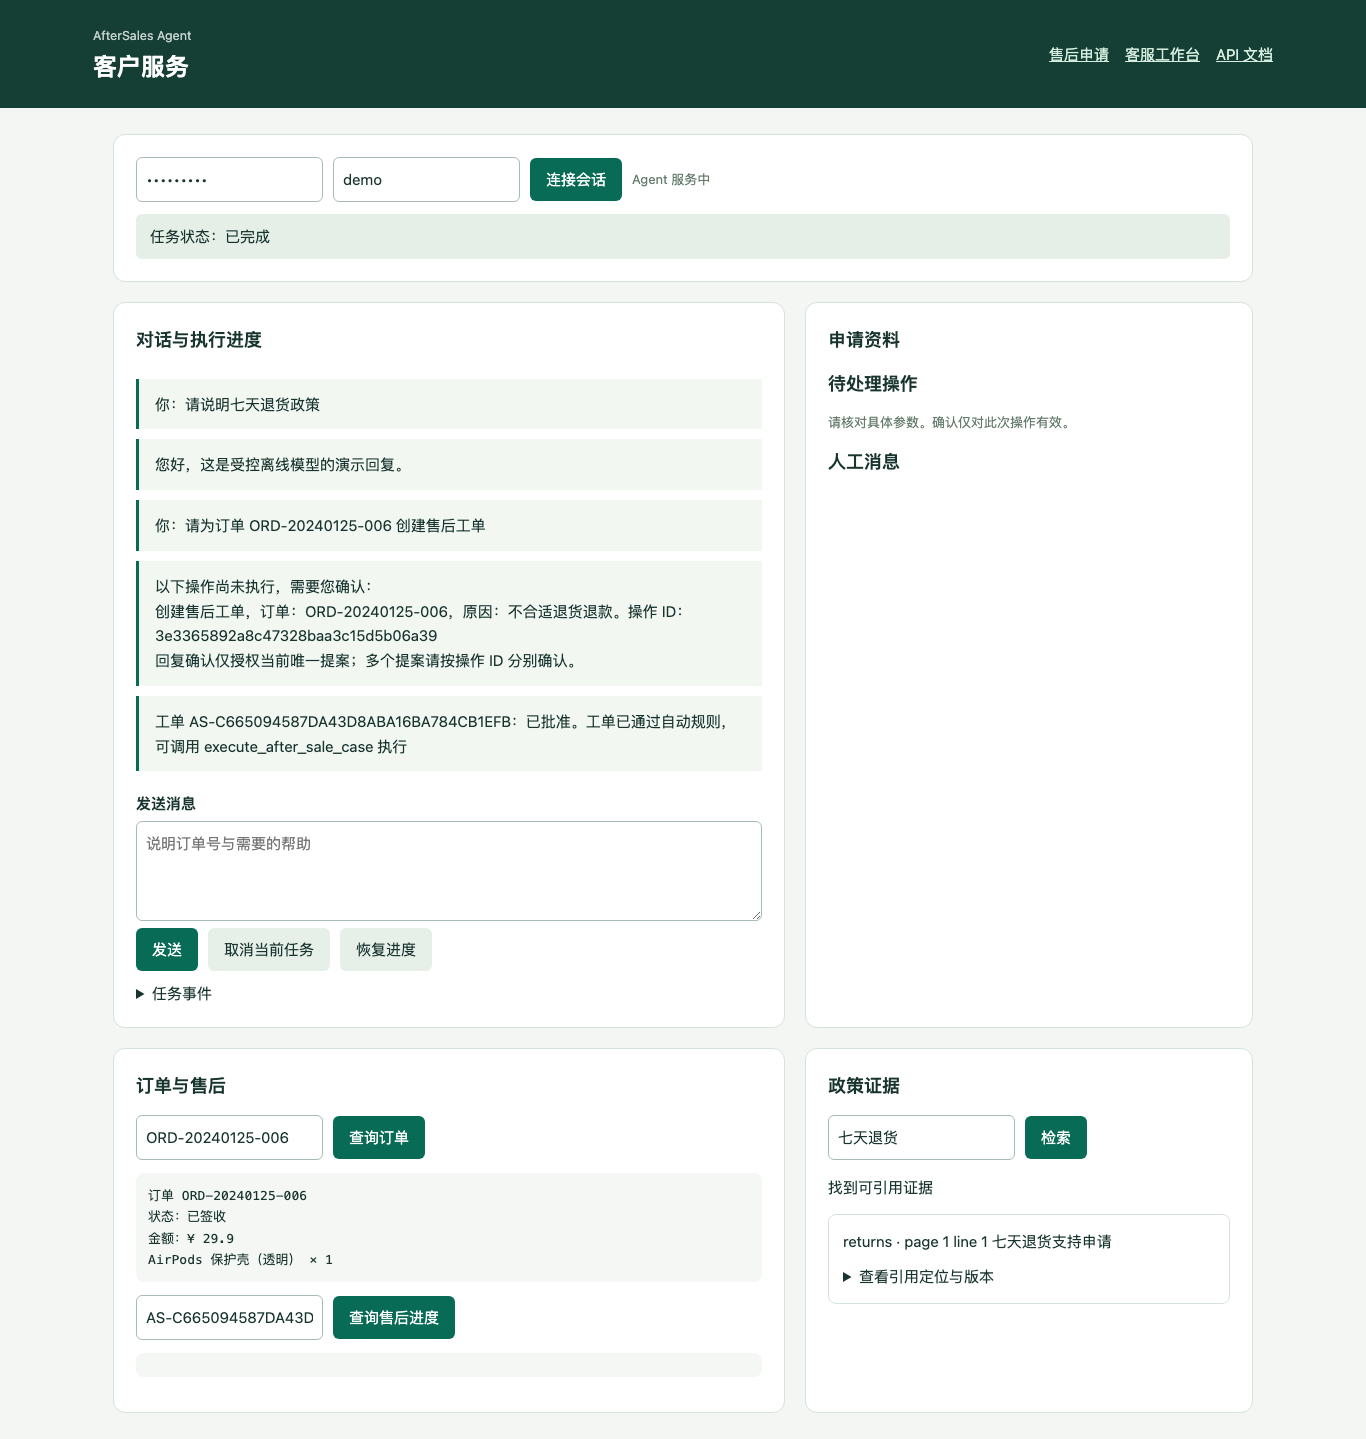 AfterSales Agent
客户服务
售后申请 客服工作台 API 文档
•••••••••
demo
连接会话
Agent 服务中
任务状态：已完成
对话与执行进度
你：请说明七天退货政策
您好，这是受控离线模型的演示回复。
你：请为订单 ORD-20240125-006 创建售后工单
以下操作尚未执行，需要您确认：
创建售后工单，订单：ORD-20240125-006，原因：不合适退货退款。操作 ID：
3e3365892a8c47328baa3c15d5b06a39
回复确认仅授权当前唯一提案；多个提案请按操作 ID 分别确认。
工单 AS-C665094587DA43D8ABA16BA784CB1EFB：已批准。工单已通过自动规则，
可调用 execute_after_sale_case 执行
发送消息
说明订单号与需要的帮助
发送 取消当前任务 恢复进度
任务事件
申请资料
待处理操作
请核对具体参数。确认仅对此次操作有效。
人工消息
订单与售后
ORD-20240125-006 查询订单
订单 ORD-20240125-006
状态：已签收
金额：¥ 29.9
AirPods 保护壳（透明） × 1
AS-C665094587DA43D 查询售后进度
政策证据
七天退货 检索
找到可引用证据
returns · page 1 line 1 七天退货支持申请
查看引用定位与版本